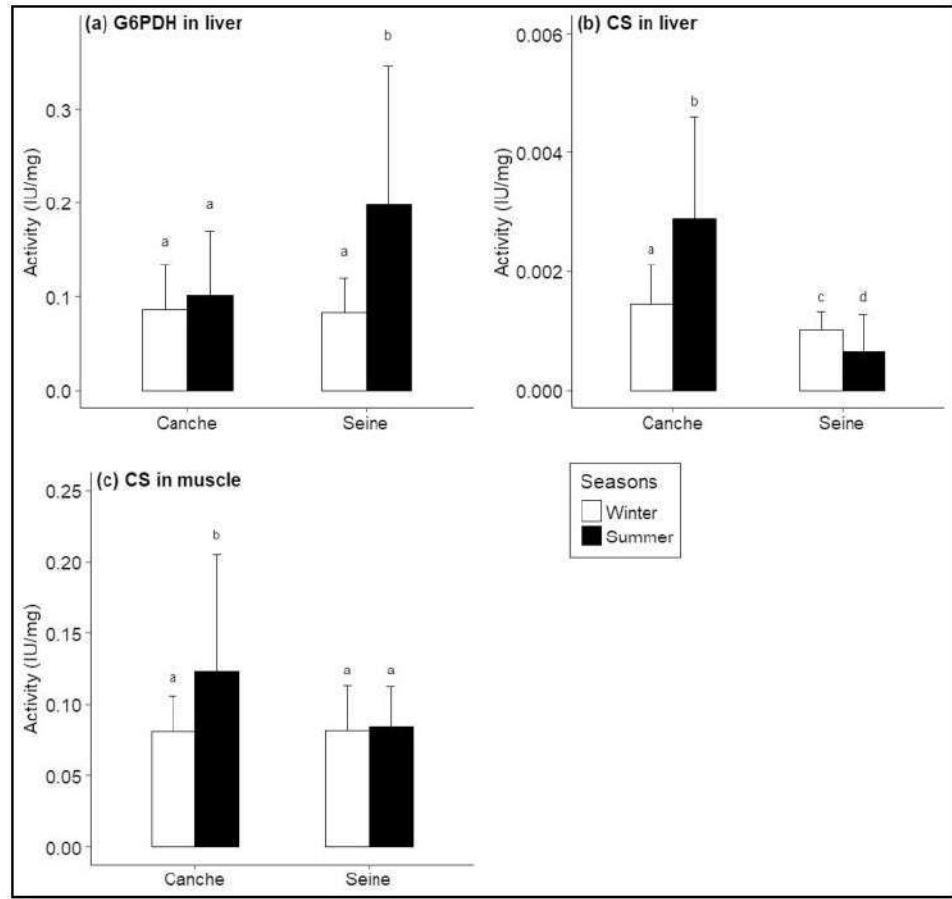 (a) G6PDH in liver
Activity (IU/mg)
0.3
0.2
0.1
0.0
a
a
a
b
Canche
Seine
(b) CS in liver
Activity (IU/mg)
0.006
0.004
0.002
0.000
a
b
c
d
Canche
Seine
(c) CS in muscle
Activity (IU/mg)
0.25
0.20
0.15
0.10
0.05
0.00
a
b
a
a
Canche
Seine
Seasons
Winter
Summer